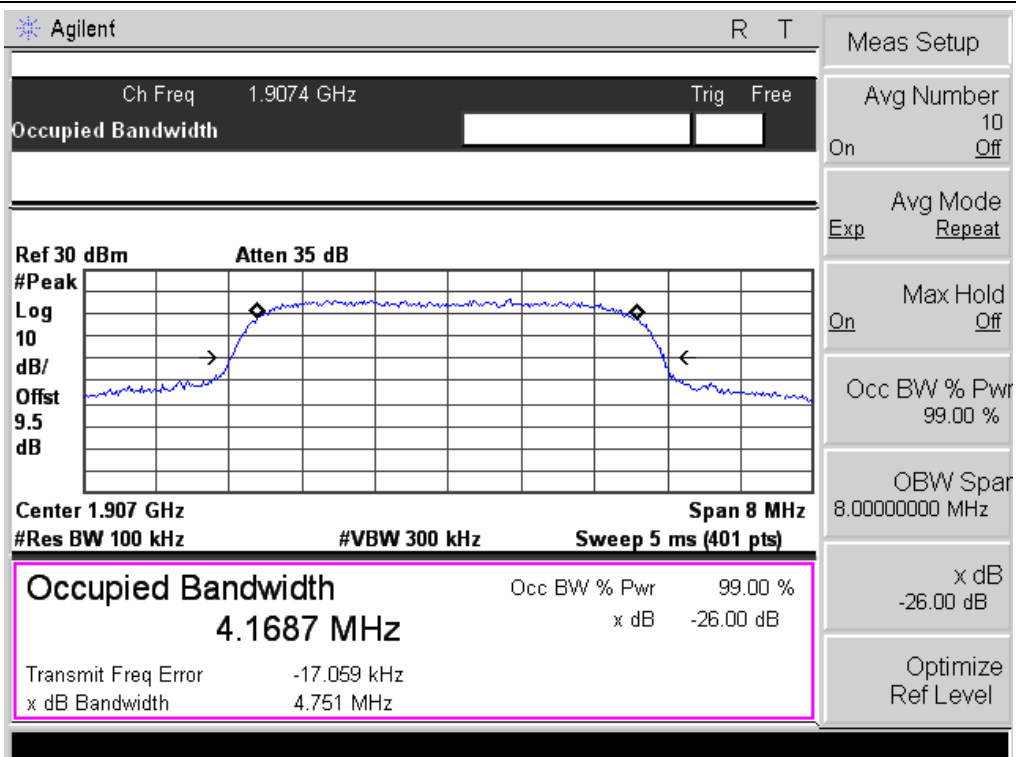 Agilent R T
Ch Freq 1.9074 GHz Trig Free
Occupied Bandwidth
Ref 30 dBm Atten 35 dB
#Peak
Log
10
dB/
Offst
9.5
dB
Center 1.907 GHz Span 8 MHz
#Res BW 100 kHz #VBW 300 kHz Sweep 5 ms (401 pts)
Occupied Bandwidth Occ BW % Pwr 99.00 %
4.1687 MHz x dB -26.00 dB
Transmit Freq Error -17.059 kHz
x dB Bandwidth 4.751 MHz
Meas Setup
Avg Number
10
On Off
Avg Mode
Exp Repeat
Max Hold
On Off
Occ BW % Pwr
99.00 %
OBW Span
8.00000000 MHz
x dB
-26.00 dB
Optimize
Ref Level